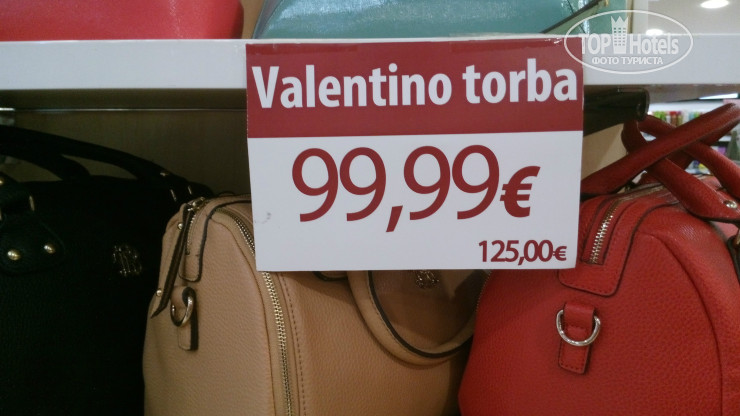 TOP Hotels
ФОТО ТУРИСТА
Valentino torba
99,99€
125,00€